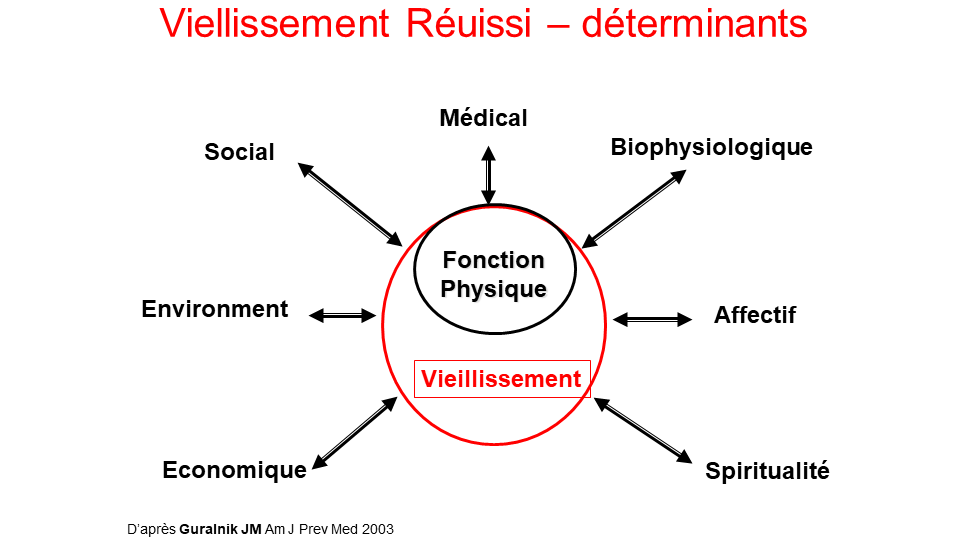 Viellissement Réuissi – déterminants
Médical
Social
Biophysiologique
Fonction
Physique
Environment
Affectif
Vieillissement
Economique
Spiritualité
D’après Guralnik JM Am J Prev Med 2003